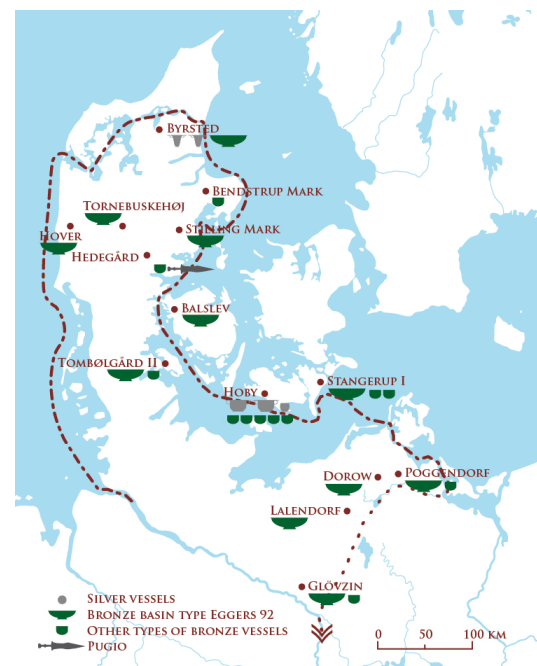 Byrsted
Bendstrup Mark
Tornebuskehøj
Stilling Mark
Hover
Hedegård
Balslev
Tombølgård II
Hoby
Stangerup I
Dorow
Poggendorf
Lalendorf
Glövzin
Silver vessels
Bronze basin type Eggers 92
Other types of bronze vessels
Pugio
0 50 100 km